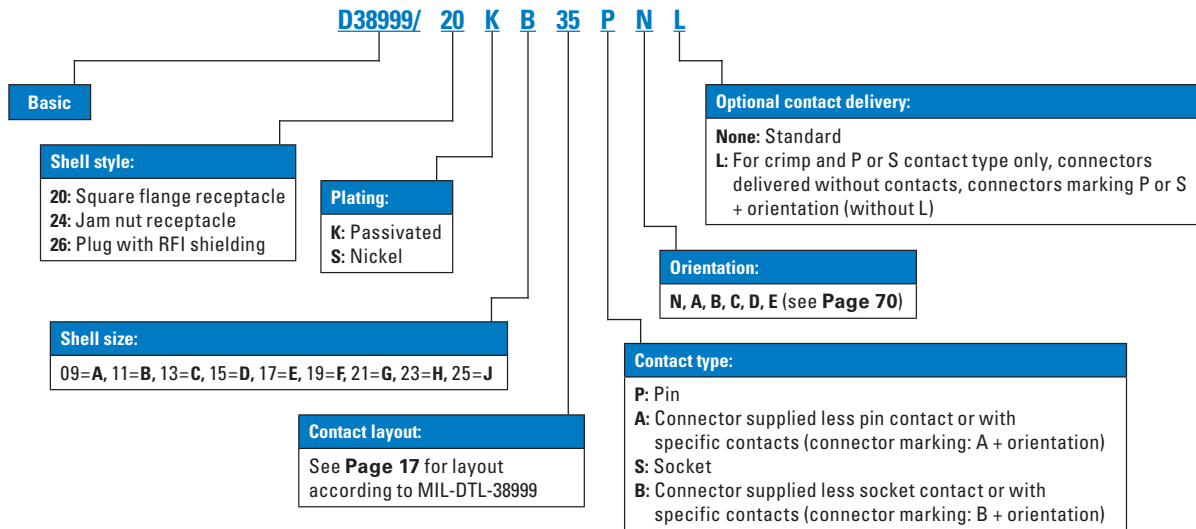 D38999/ 20 K B 35 P N L
Basic
Shell style:
20: Square flange receptacle
24: Jam nut receptacle
26: Plug with RFI shielding
Plating:
K: Passivated
S: Nickel
Shell size:
09=A, 11=B, 13=C, 15=D, 17=E, 19=F, 21=G, 23=H, 25=J
Contact layout:
See Page 17 for layout
according to MIL-DTL-38999
Optional contact delivery:
None: Standard
L: For crimp and P or S contact type only, connectors
delivered without contacts, connectors marking P or S
+ orientation (without L)
Orientation:
N, A, B, C, D, E (see Page 70)
Contact type:
P: Pin
A: Connector supplied less pin contact or with
specific contacts (connector marking: A + orientation)
S: Socket
B: Connector supplied less socket contact or with
specific contacts (connector marking: B + orientation)